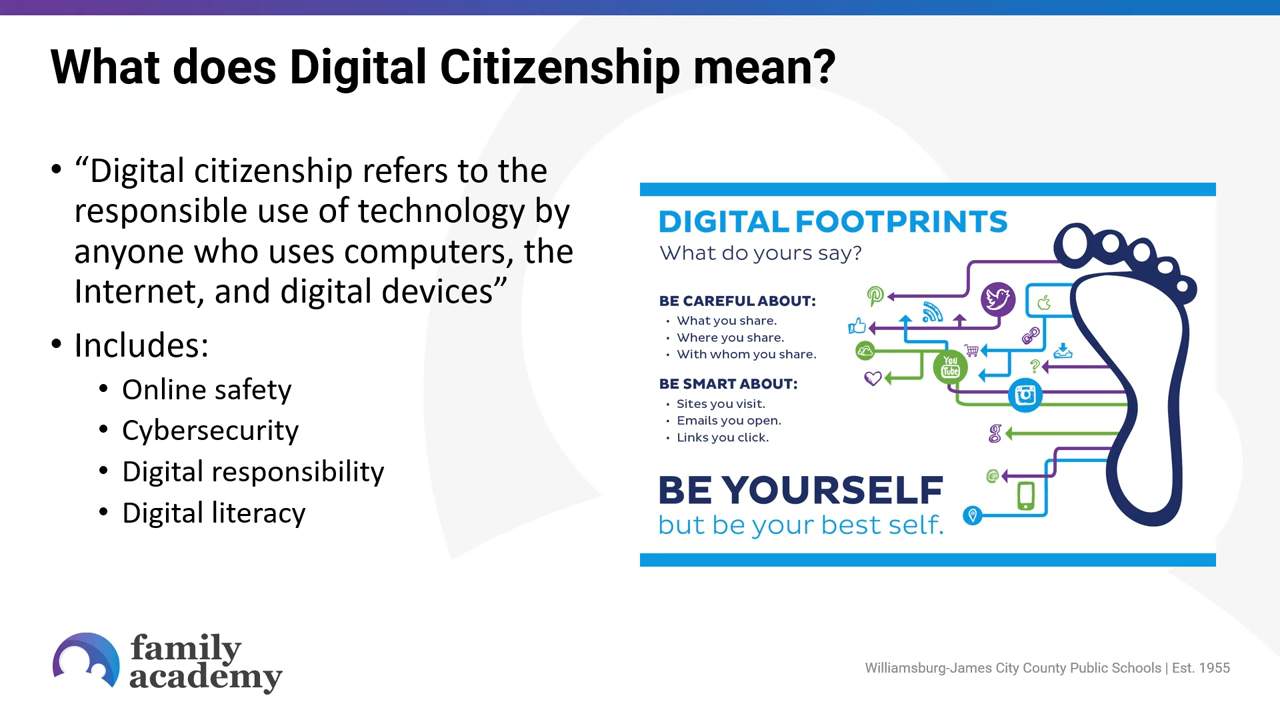 What does Digital Citizenship mean?
• “Digital citizenship refers to the
responsible use of technology by
anyone who uses computers, the
Internet, and digital devices”
• Includes:
• Online safety
• Cybersecurity
• Digital responsibility
• Digital literacy
DIGITAL FOOTPRINTS
What do yours say?
BE CAREFUL ABOUT:
• What you share.
• Where you share.
• With whom you share.
BE SMART ABOUT:
• Sites you visit.
• Emails you open.
• Links you click.
BE YOURSELF
but be your best self.
You
Tube
?
g
@
family
academy
Williamsburg-James City County Public Schools | Est. 1955